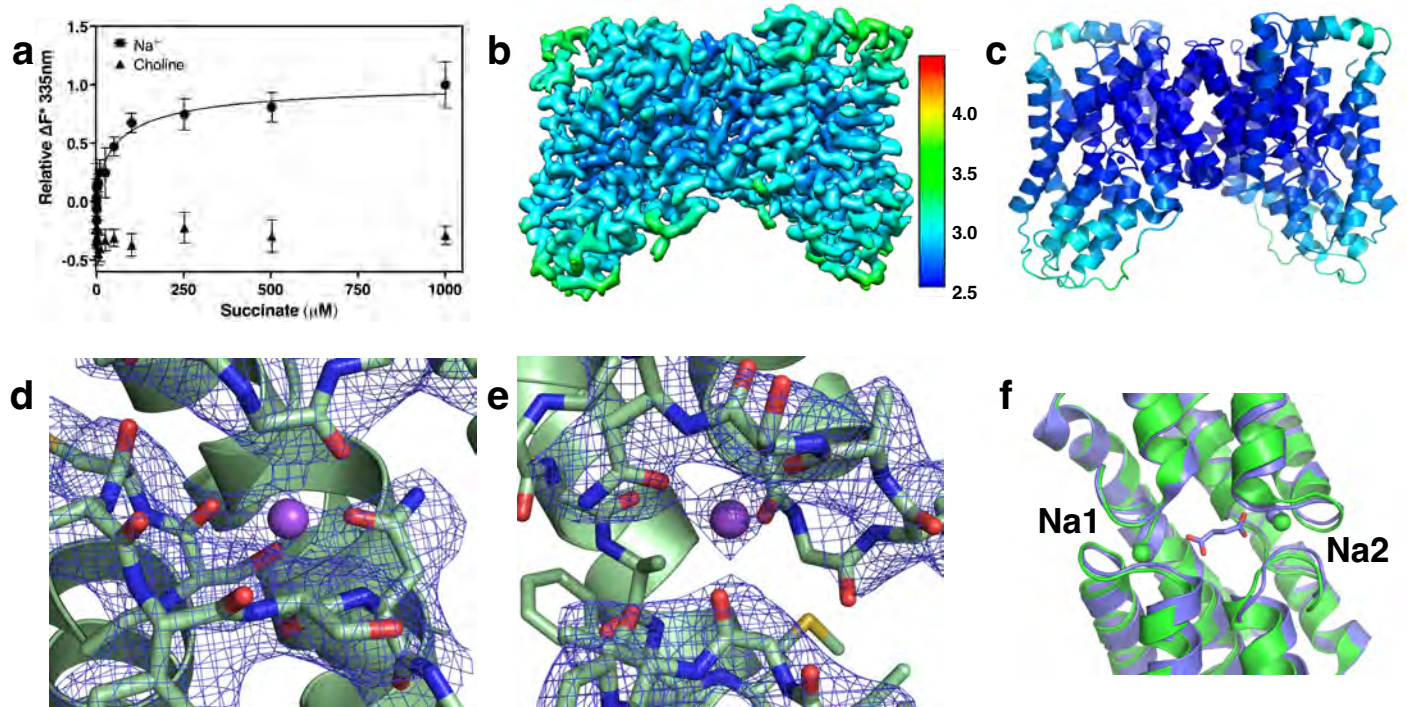 a
1.5
1.0
0.5
0.0
-0.5
Relative ΔF* 335nm
Na⁺
Choline
0
250
500
750
1000
Succinate (μM)
b
4.0
3.5
3.0
2.5
c
d
e
f
Na1
Na2